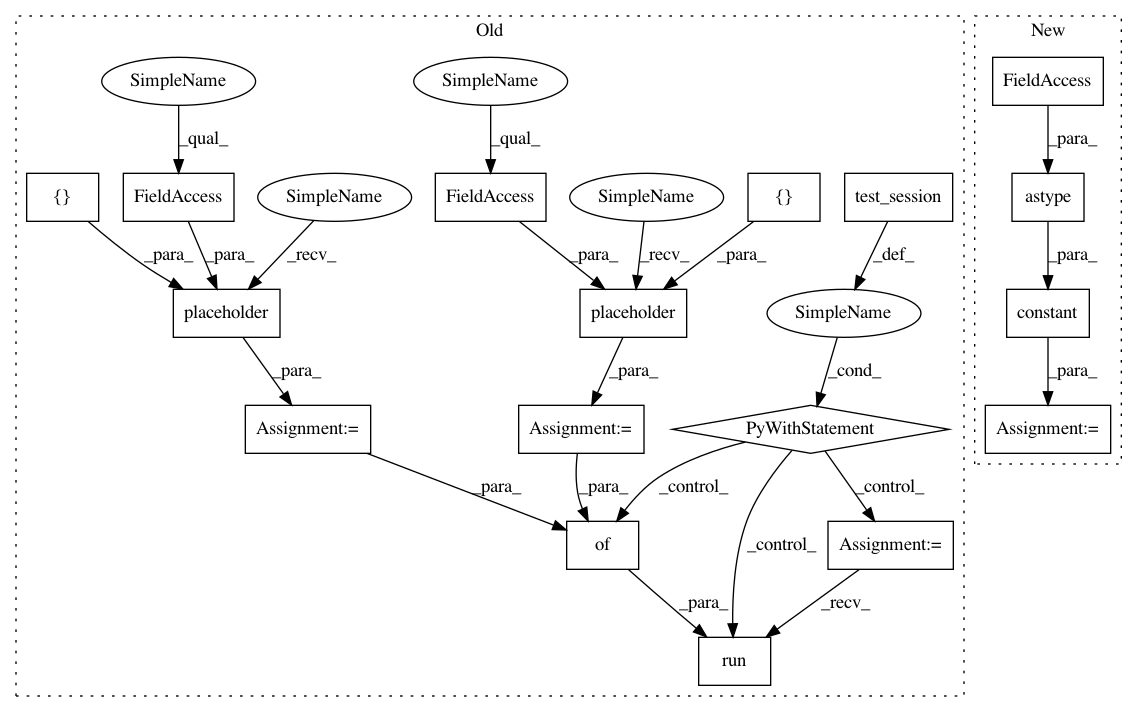 Old
New
SimpleName
SimpleName
FieldAccess
_qual_
_qual_
_para_
{}
FieldAccess
SimpleName
FieldAccess
SimpleName
{}
test_session
astype
_para_
_para_
_recv_
_para_
_recv_
_para_
_def_
_para_
placeholder
placeholder
SimpleName
constant
_para_
_para_
_cond_
_para_
Assignment:=
Assignment:=
PyWithStatement
Assignment:=
_para_
_para_
_control_
_control_
_control_
of
Assignment:=
_para_
_recv_
run